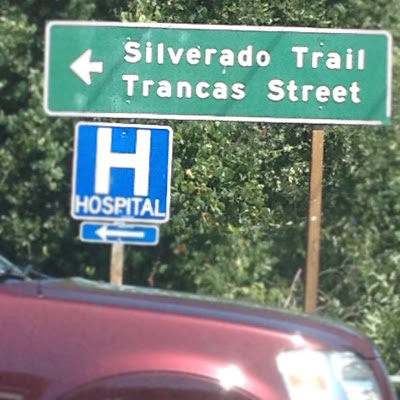 Silverado Trail
Trancas Street
H
HOSPITAL